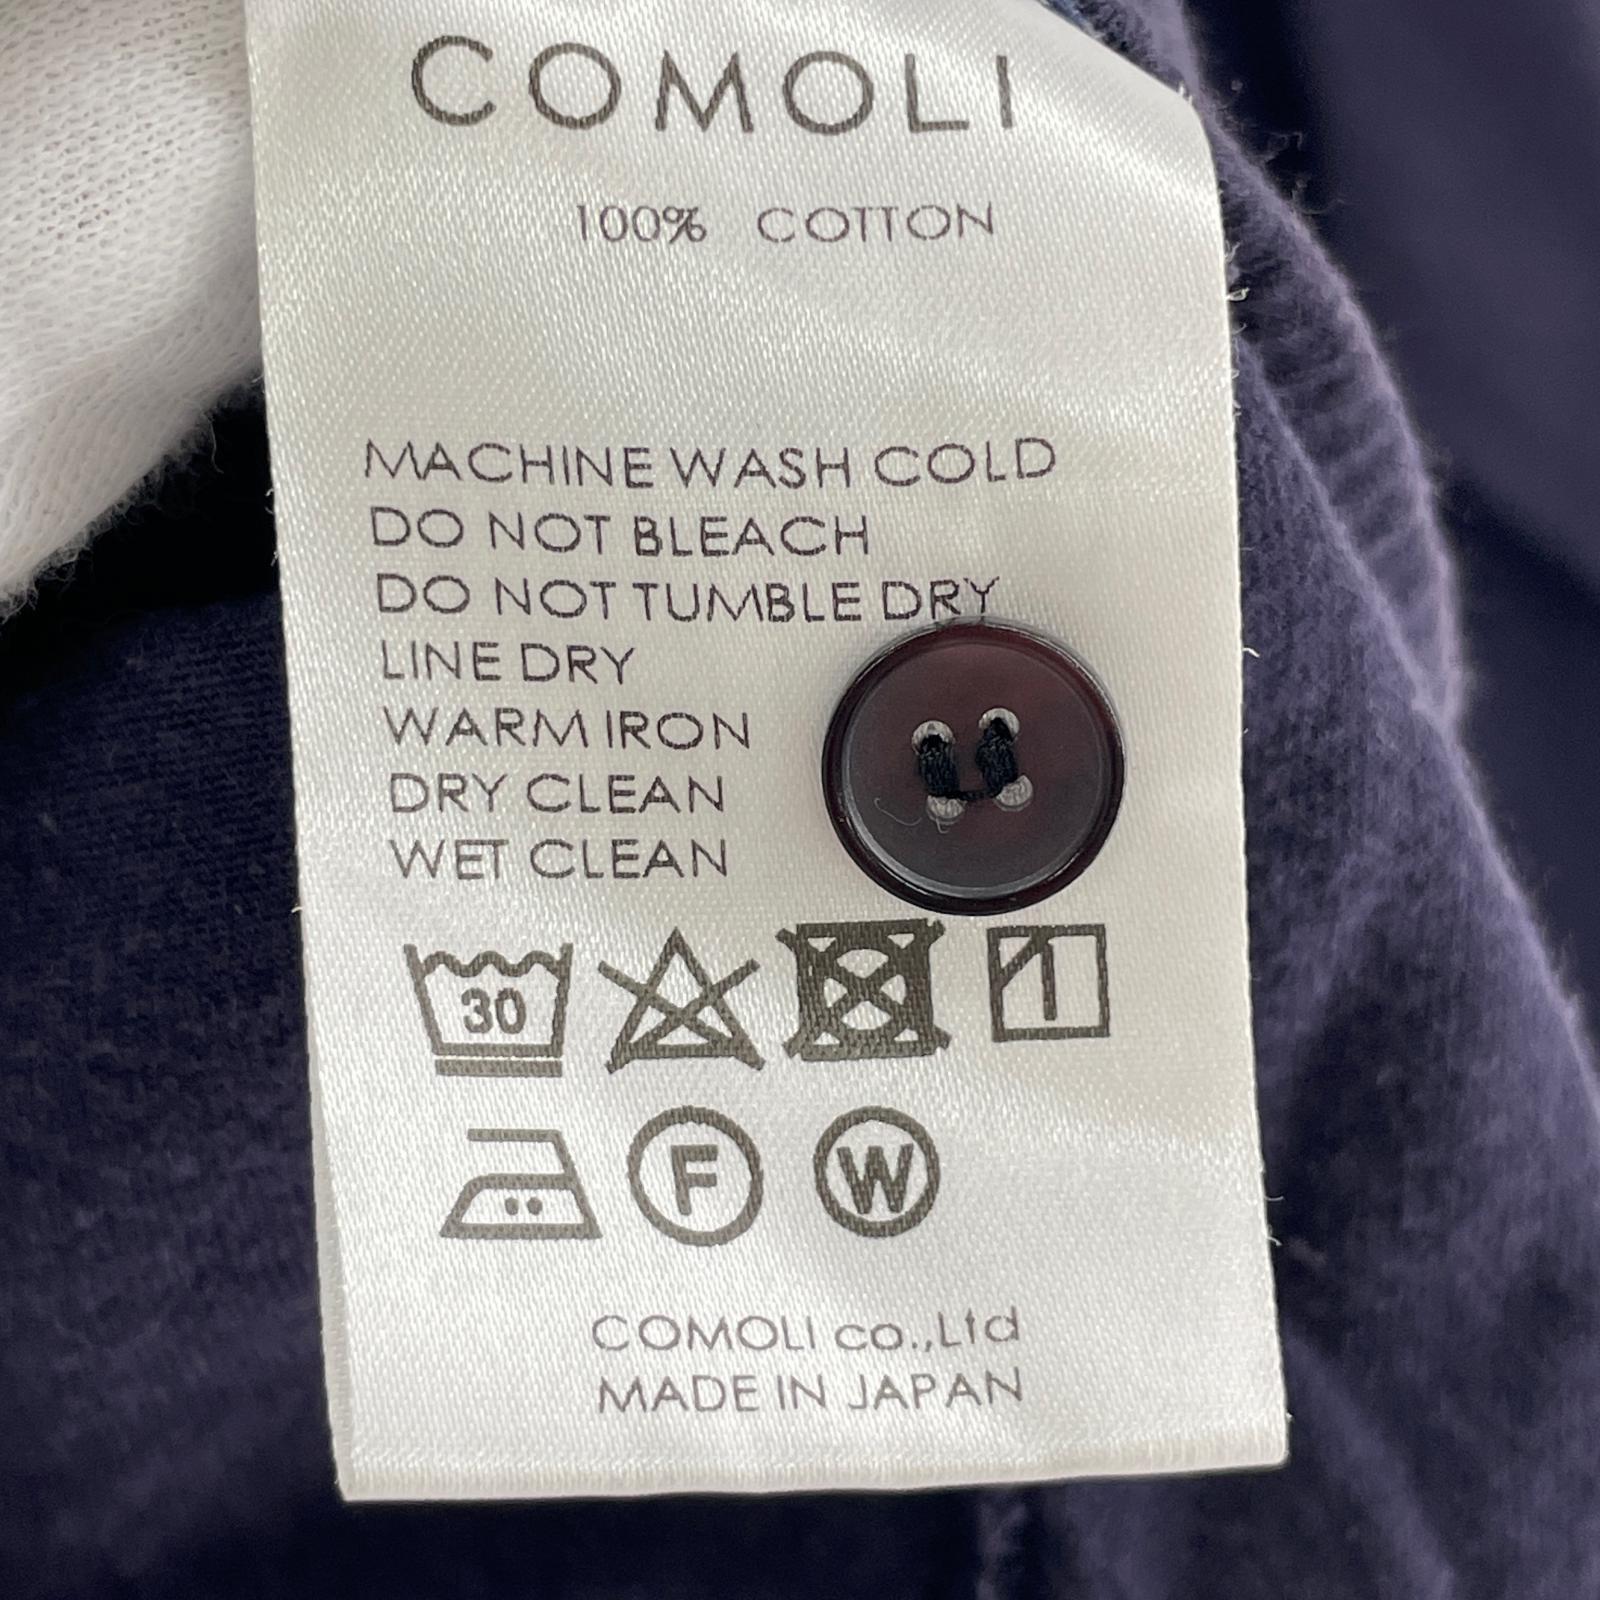 COMOLI
100% COTTON
MACHINE WASH COLD
DO NOT BLEACH
DO NOT TUMBLE DRY
LINE DRY
WARM IRON
DRY CLEAN
WET CLEAN
30
F W
COMOLI co.,Ltd
MADE IN JAPAN